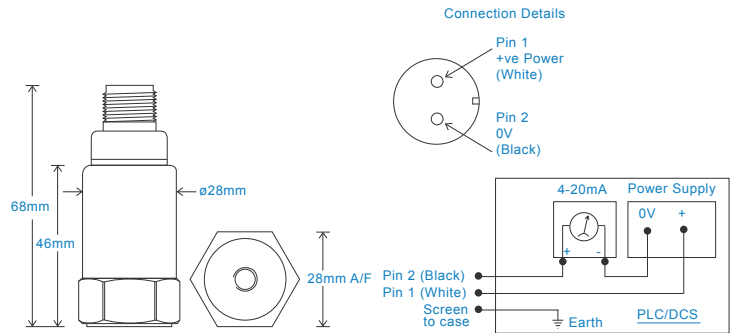 Connection Details
Pin 1
+ve Power
(White)
Pin 2
0V
(Black)
ø28mm
68mm
46mm
28mm A/F
4-20mA
Power Supply
0V
+
+
-
Pin 2 (Black)
Pin 1 (White)
Screen
to case
Earth
PLC/DCS